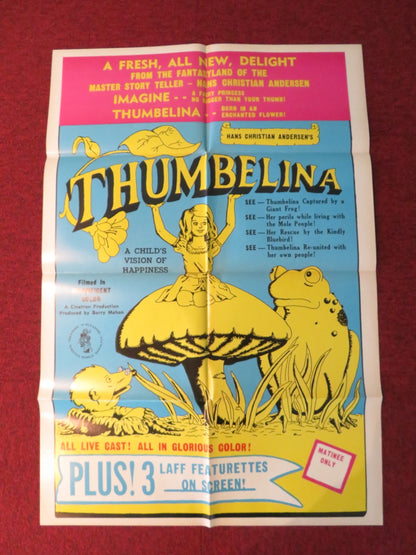 A FRESH, ALL NEW, DELIGHT
FROM THE FANTASYLAND OF THE
MASTER STORY TELLER - HANS CHRISTIAN ANDERSEN
IMAGINE - - A FAIRY PRINCESS
NO BIGGER THAN YOUR THUMB!
THUMBELINA - - BORN IN AN
ENCHANTED FLOWER!
HANS CHRISTIAN ANDERSEN'S
THUMBELINA
SEE — Thumbelina Captured by a
Giant Frog!
SEE — Her perils while living with
the Mole People!
SEE — Her Rescue by the Kindly
Bluebird!
SEE — Thumbelina Re-united with
her own people!
A CHILD'S
VISION OF
HAPPINESS
Filmed In
MAGNIFICENT
COLOR
A Cinetron Production
Produced by Barry Mahon
ALL LIVE CAST! ALL IN GLORIOUS COLOR!
PLUS! 3 LAFF FEATURETTES
ON SCREEN!
MATINEE
ONLY